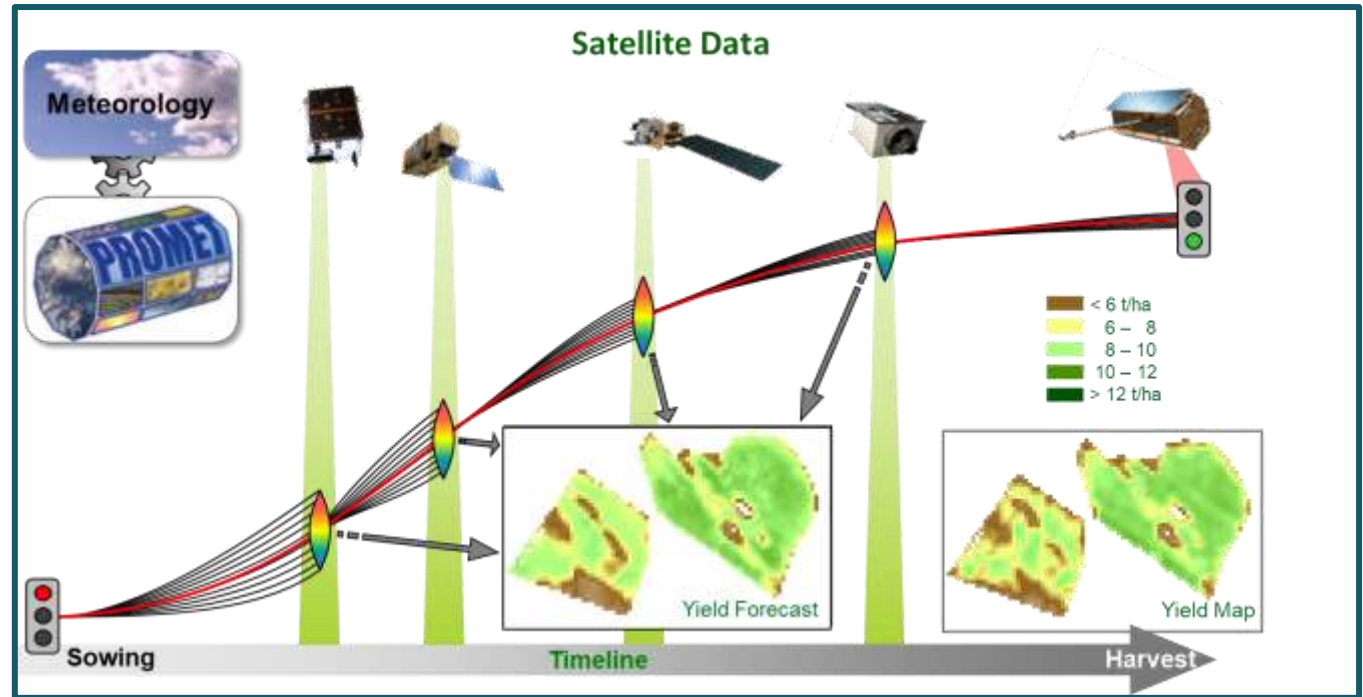 Satellite Data
Meteorology
PROMET
< 6 t/ha
6 – 8
8 – 10
10 – 12
> 12 t/ha
Yield Forecast
Yield Map
Sowing
Timeline
Harvest